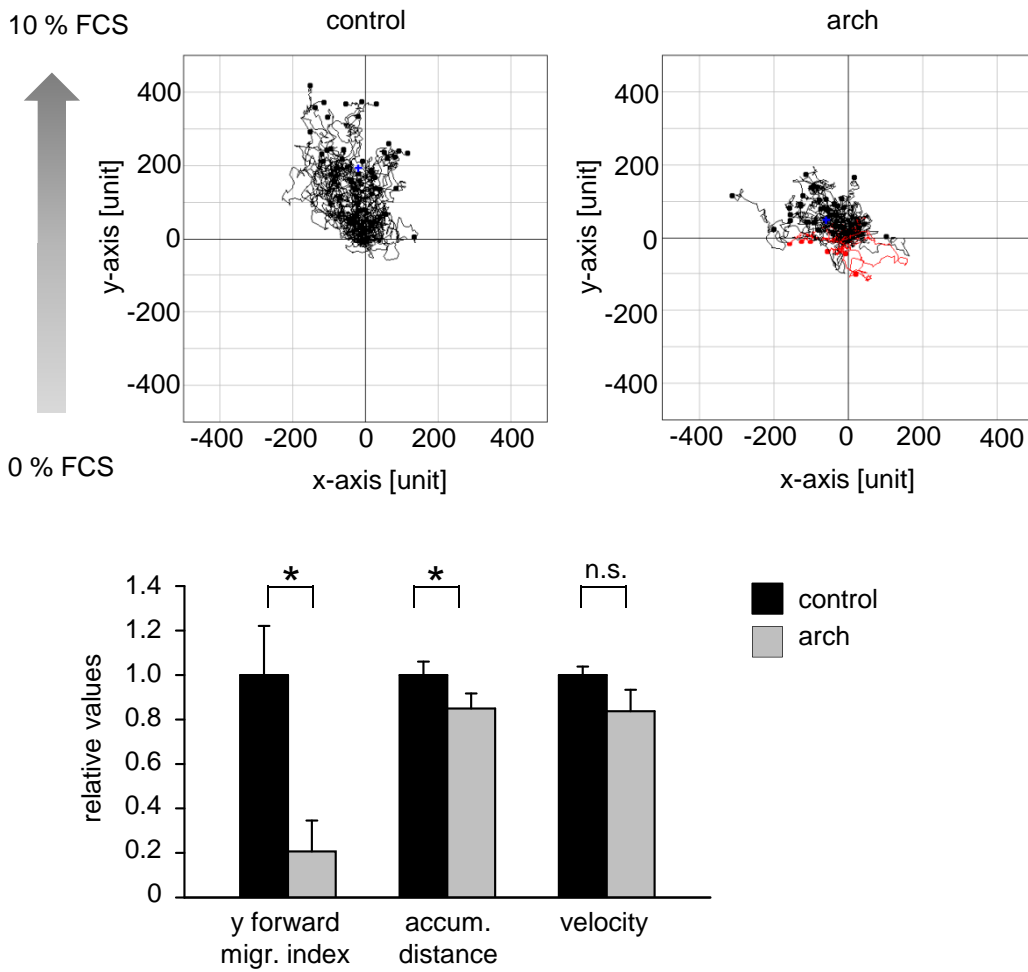 10 % FCS
control
arch
400
200
0
-200
-400
y-axis [unit]
-400 -200 0 200 400
x-axis [unit]
400
200
0
-200
-400
y-axis [unit]
-400 -200 0 200 400
x-axis [unit]
0 % FCS
1.4
1.2
1.0
0.8
0.6
0.4
0.2
0
relative values
*
*
n.s.
control
arch
y forward
migr. index
accum.
distance
velocity